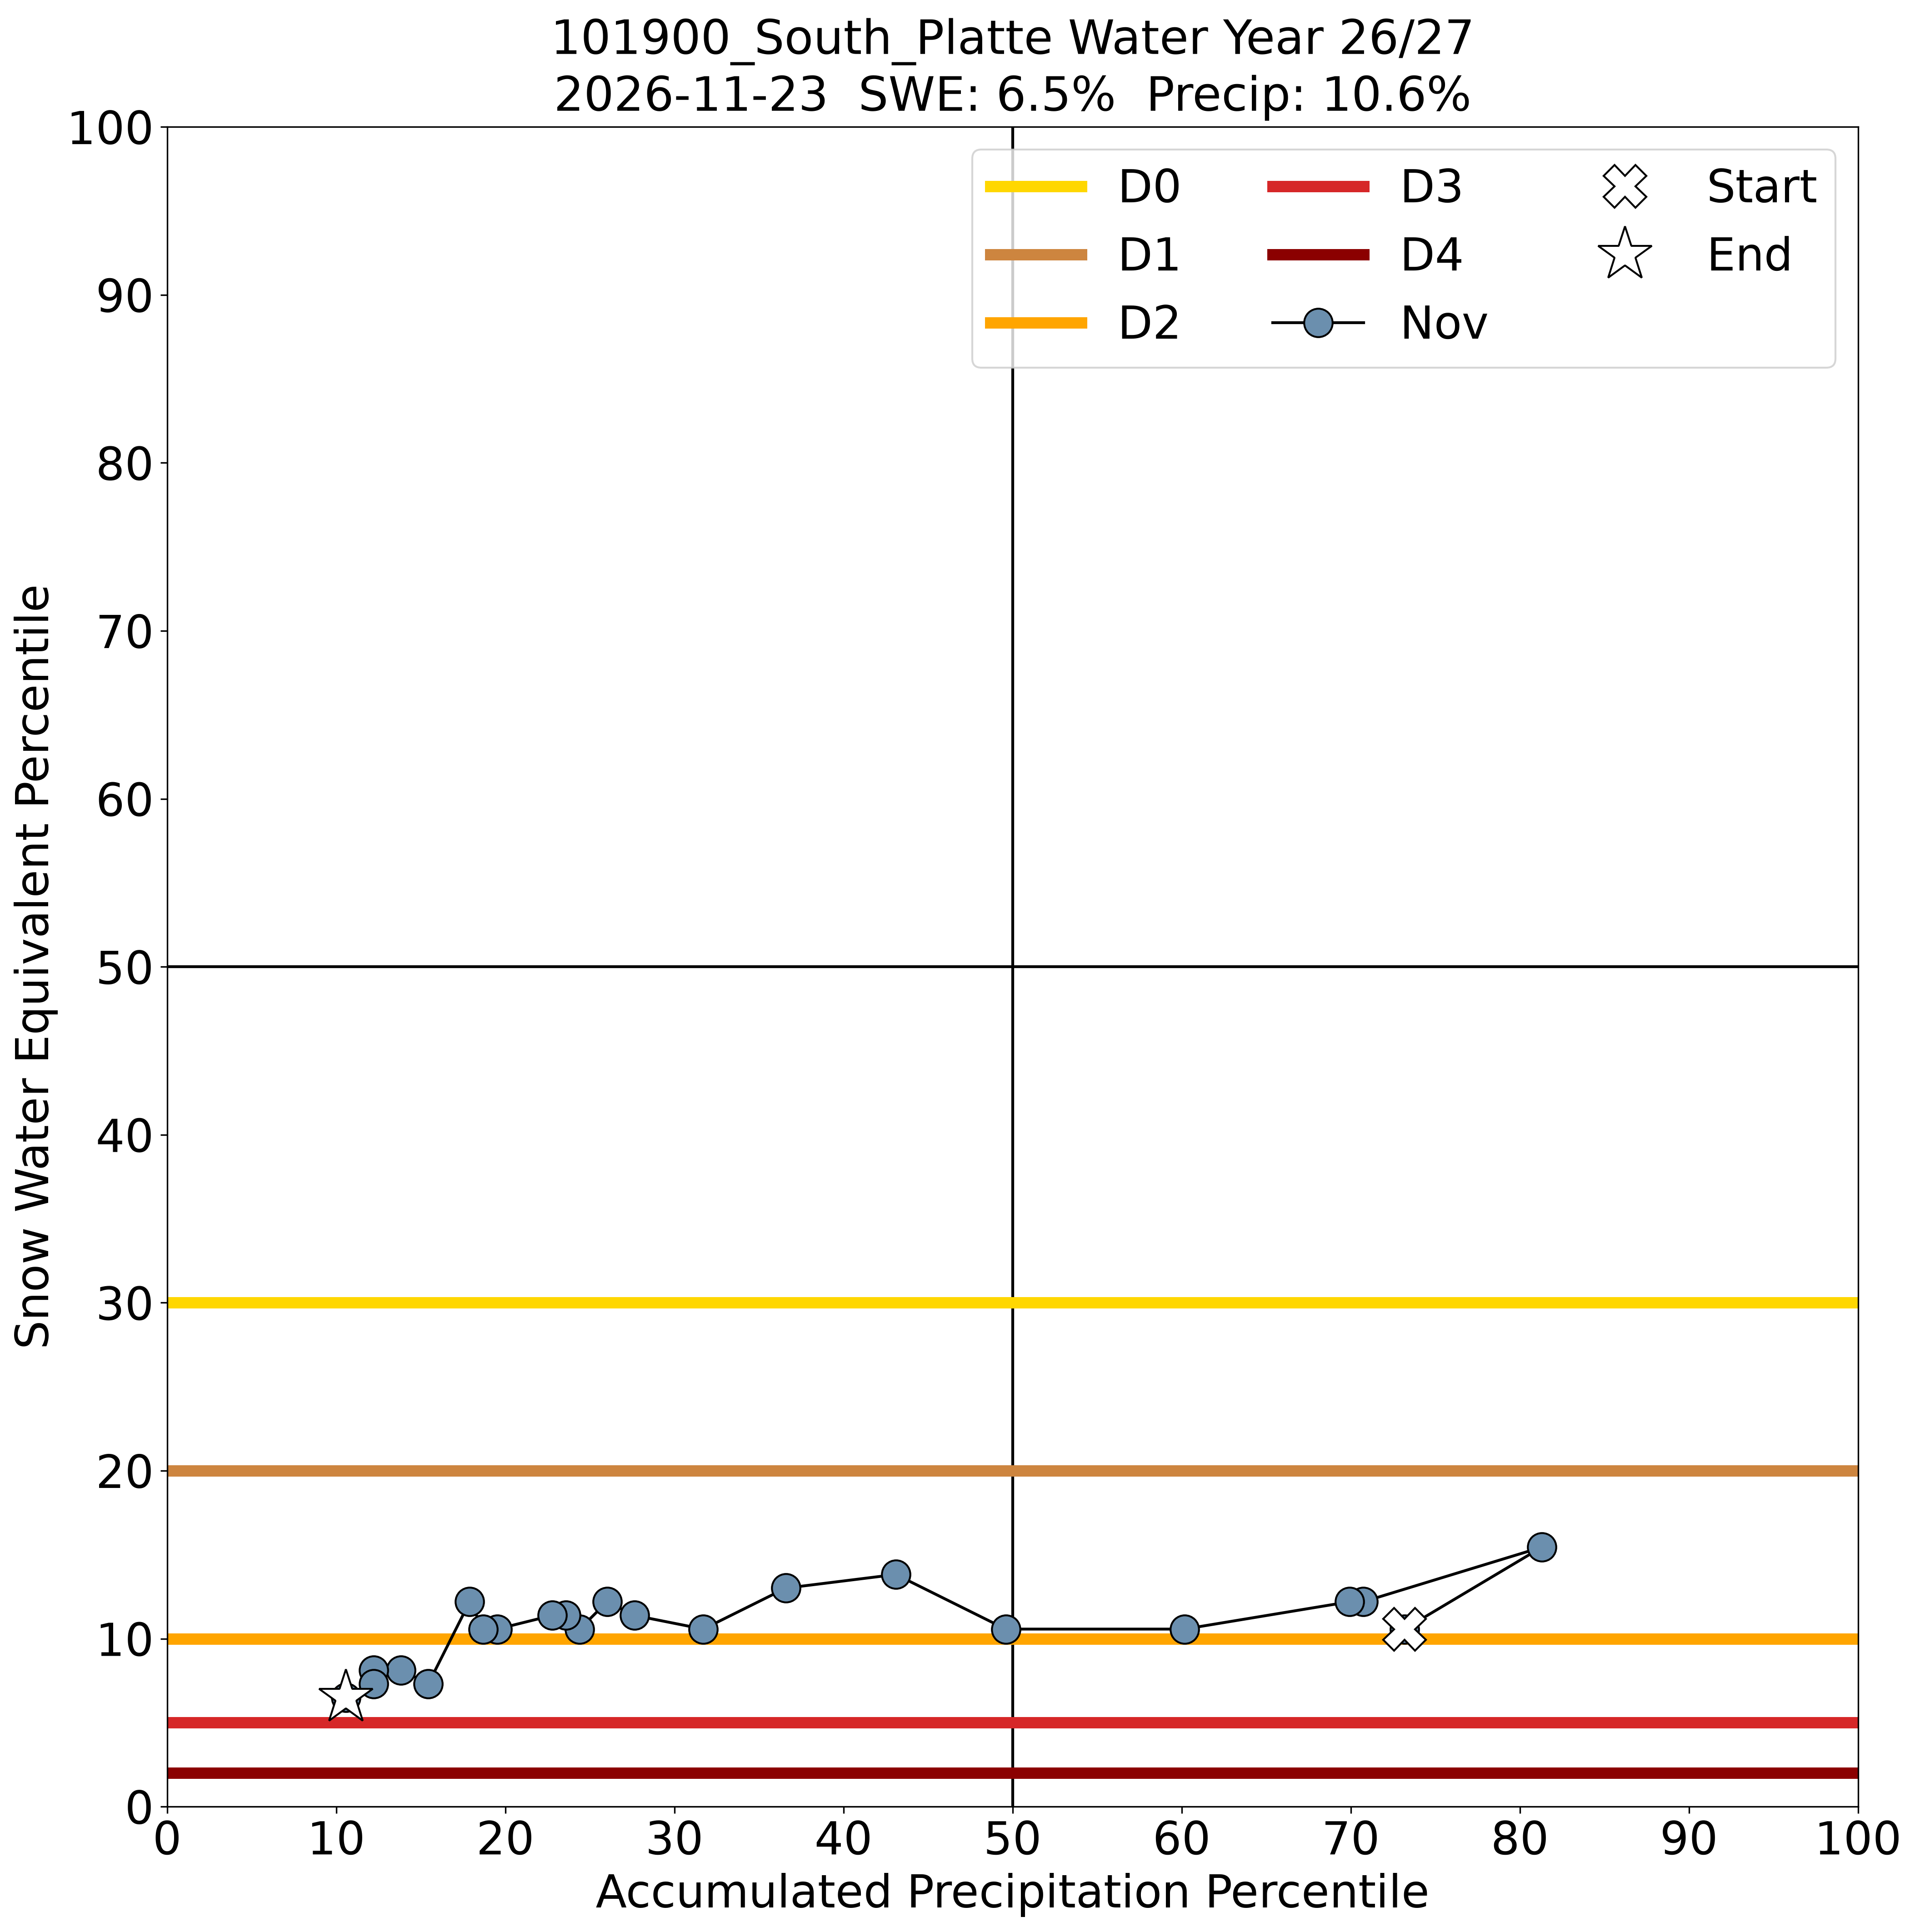 101900_South_Platte Water Year 26/27
2026-11-23  SWE: 6.5%  Precip: 10.6%
100
90
80
70
60
50
40
30
20
10
0
Snow Water Equivalent Percentile
D0
D1
D2
D3
D4
Nov
Start
End
0 10 20 30 40 50 60 70 80 90 100
Accumulated Precipitation Percentile